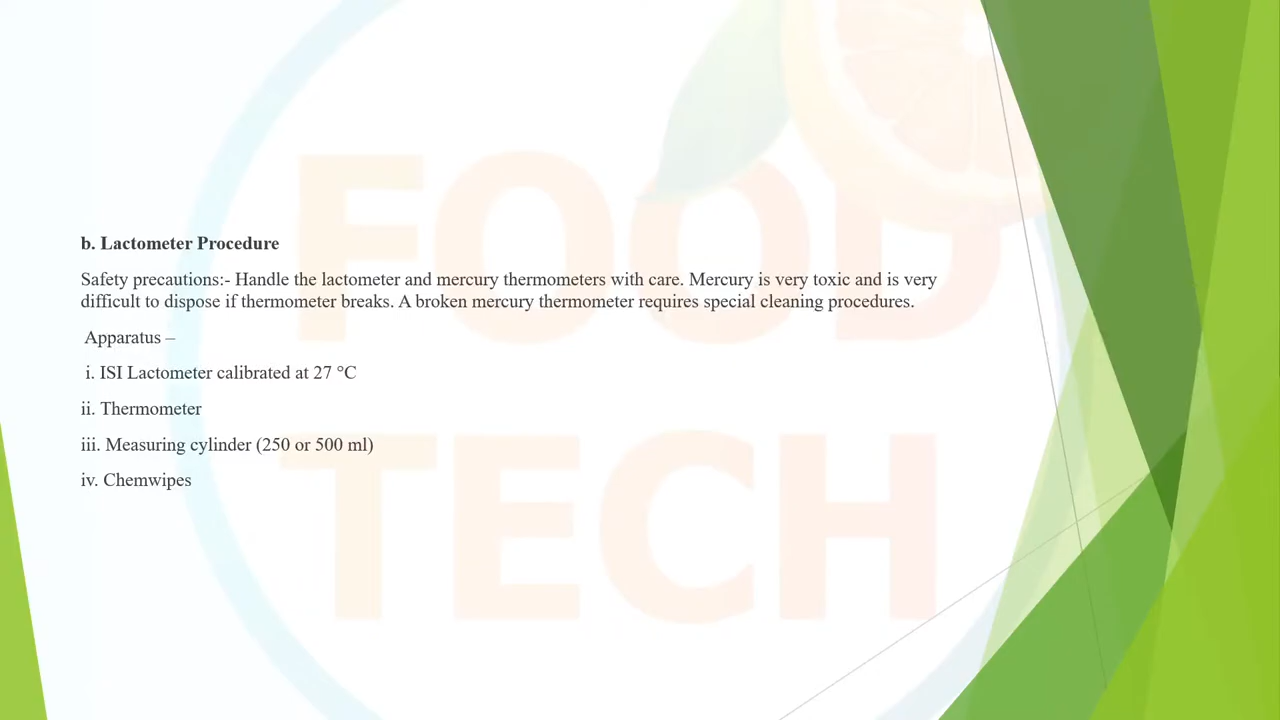 FOOD
TECH
b. Lactometer Procedure
Safety precautions:- Handle the lactometer and mercury thermometers with care. Mercury is very toxic and is very
difficult to dispose if thermometer breaks. A broken mercury thermometer requires special cleaning procedures.
Apparatus –
i. ISI Lactometer calibrated at 27 °C
ii. Thermometer
iii. Measuring cylinder (250 or 500 ml)
iv. Chemwipes